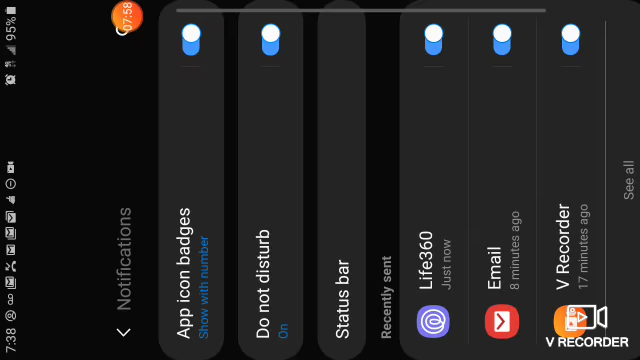 7:38
95%
07:58
Notifications
App icon badges
Show with number
Do not disturb
On
Status bar
Recently sent
Life360
Just now
Email
8 minutes ago
V Recorder
17 minutes ago
See all
V RECORDER